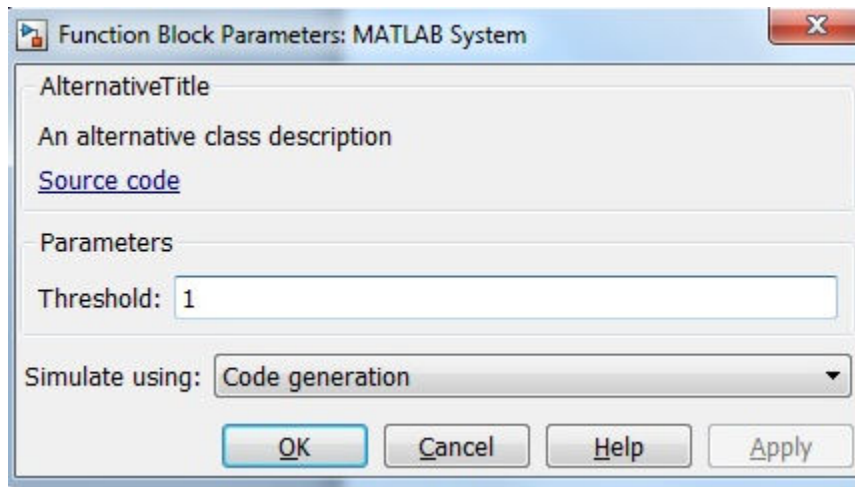 Function Block Parameters: MATLAB System
AlternativeTitle
An alternative class description
Source code
Parameters
Threshold: 1
Simulate using: Code generation
OK Cancel Help Apply